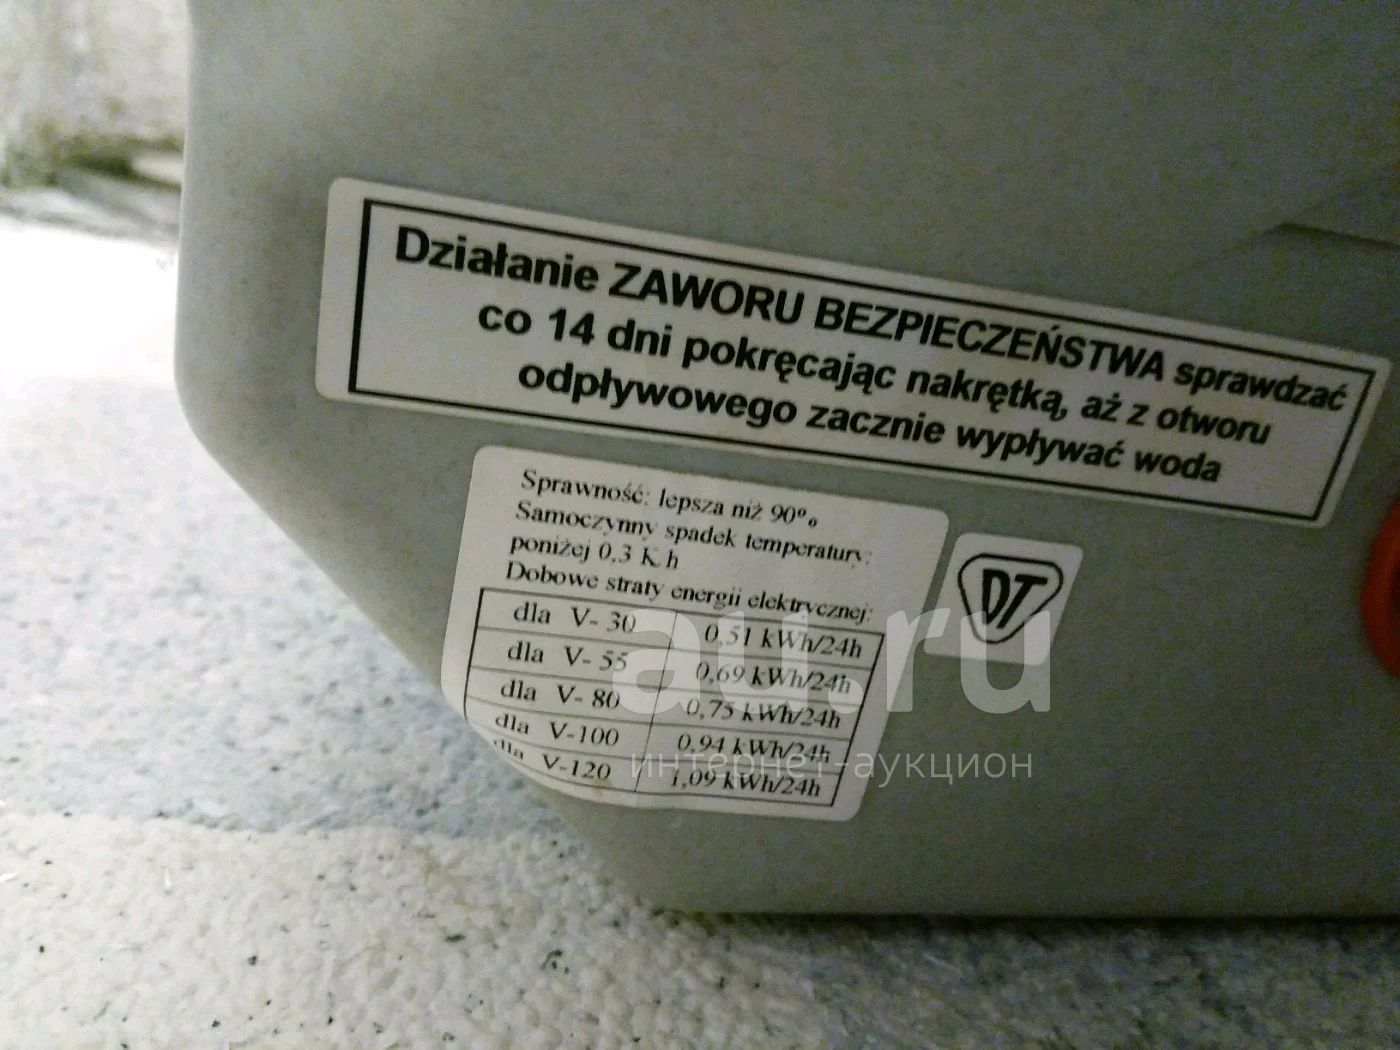 Działanie ZAWORU BEZPIECZEŃSTWA sprawdzać
co 14 dni pokręcając nakrętką, aż z otworu
odpływowego zacznie wypływać woda
Sprawność: lepsza niż 90%
Samoczynny spadek temperatury:
poniżej 0,3 K/h
Dobowe straty energii elektrycznej:
dla V- 30 0,51 kWh/24h
dla V- 55 0,69 kWh/24h
dla V- 80 0,75 kWh/24h
dla V-100 0,94 kWh/24h
dla V-120 1,09 kWh/24h
DT
au.ru
интернет-аукцион